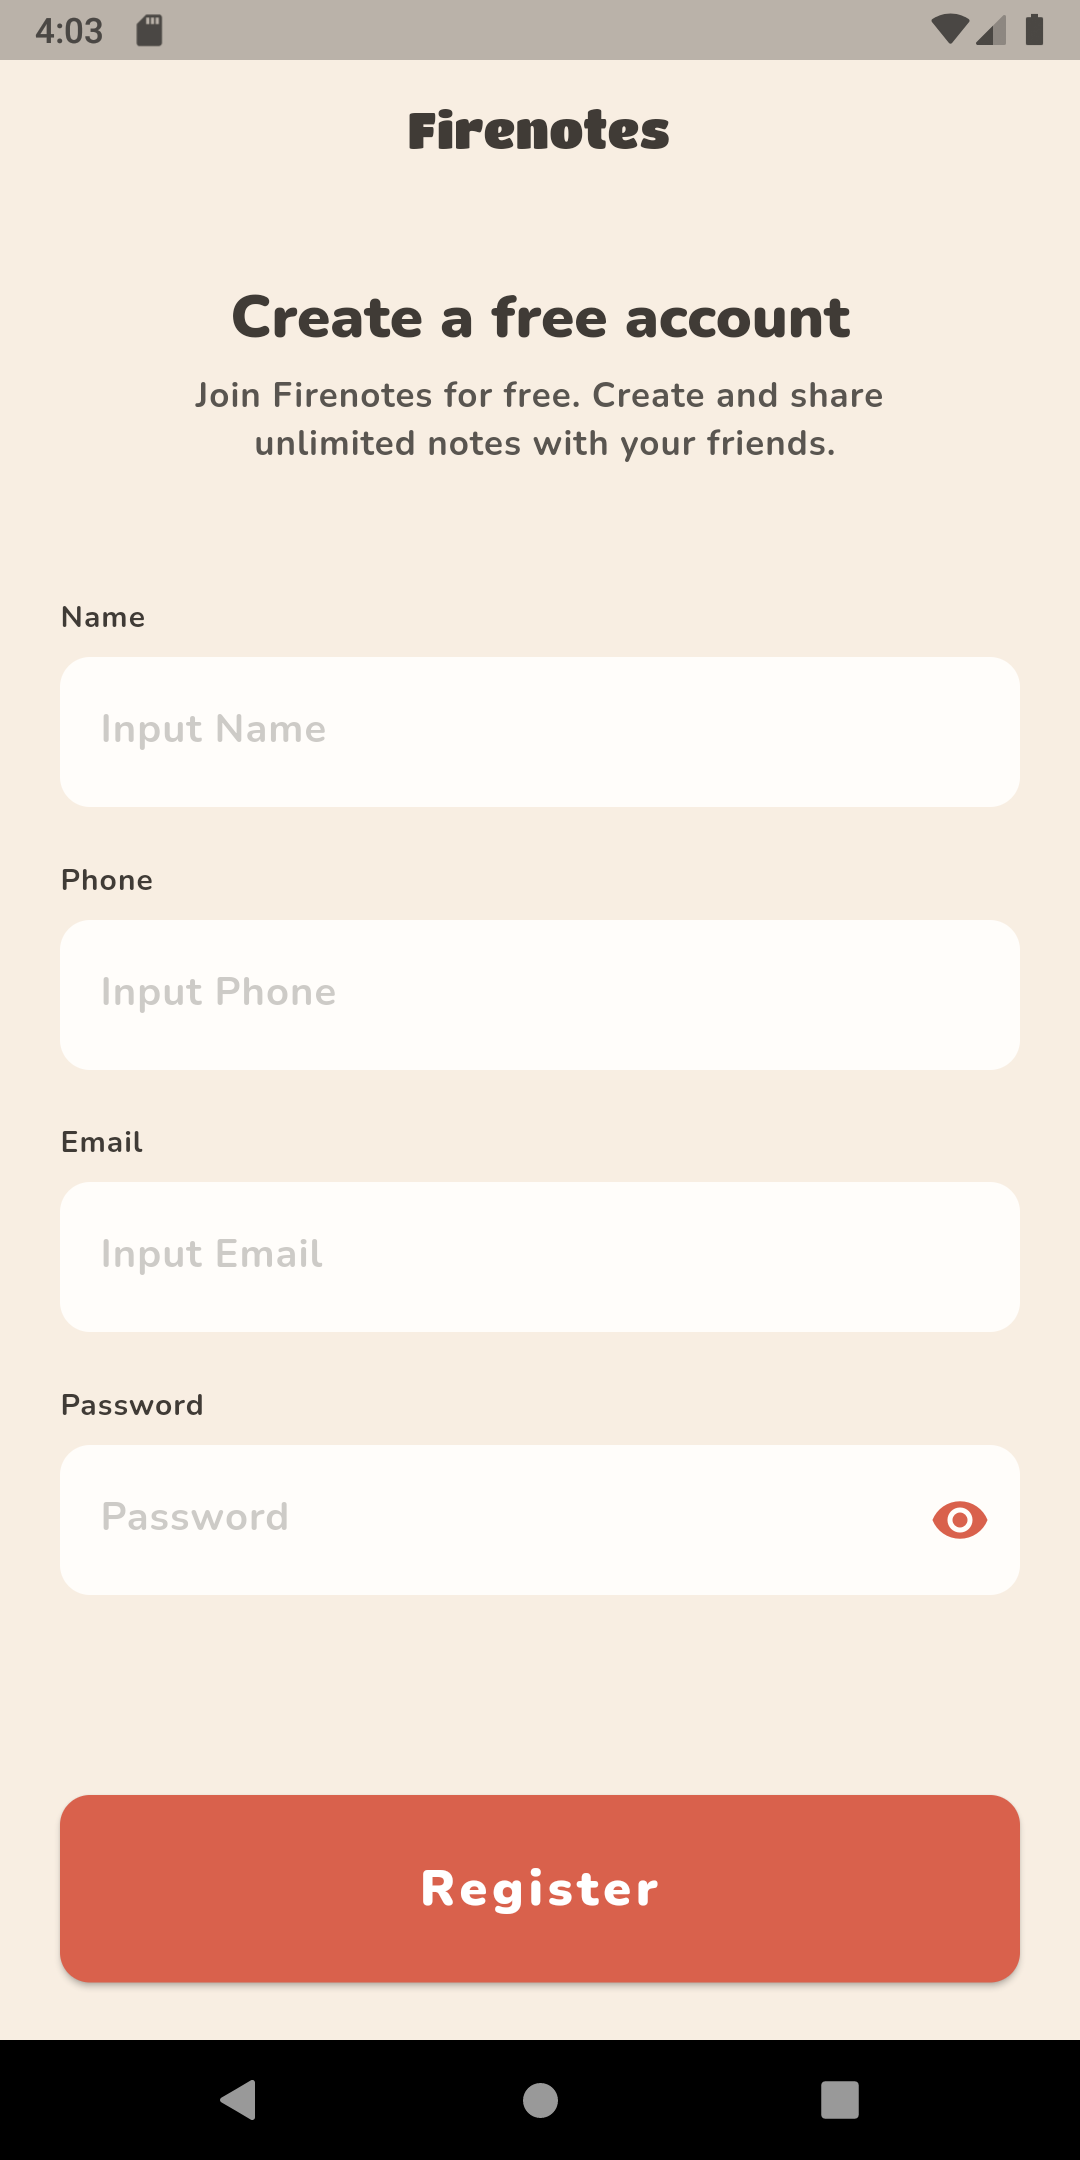 4:03
Firenotes
Create a free account
Join Firenotes for free. Create and share
unlimited notes with your friends.
Name
Input Name
Phone
Input Phone
Email
Input Email
Password
Password
Register